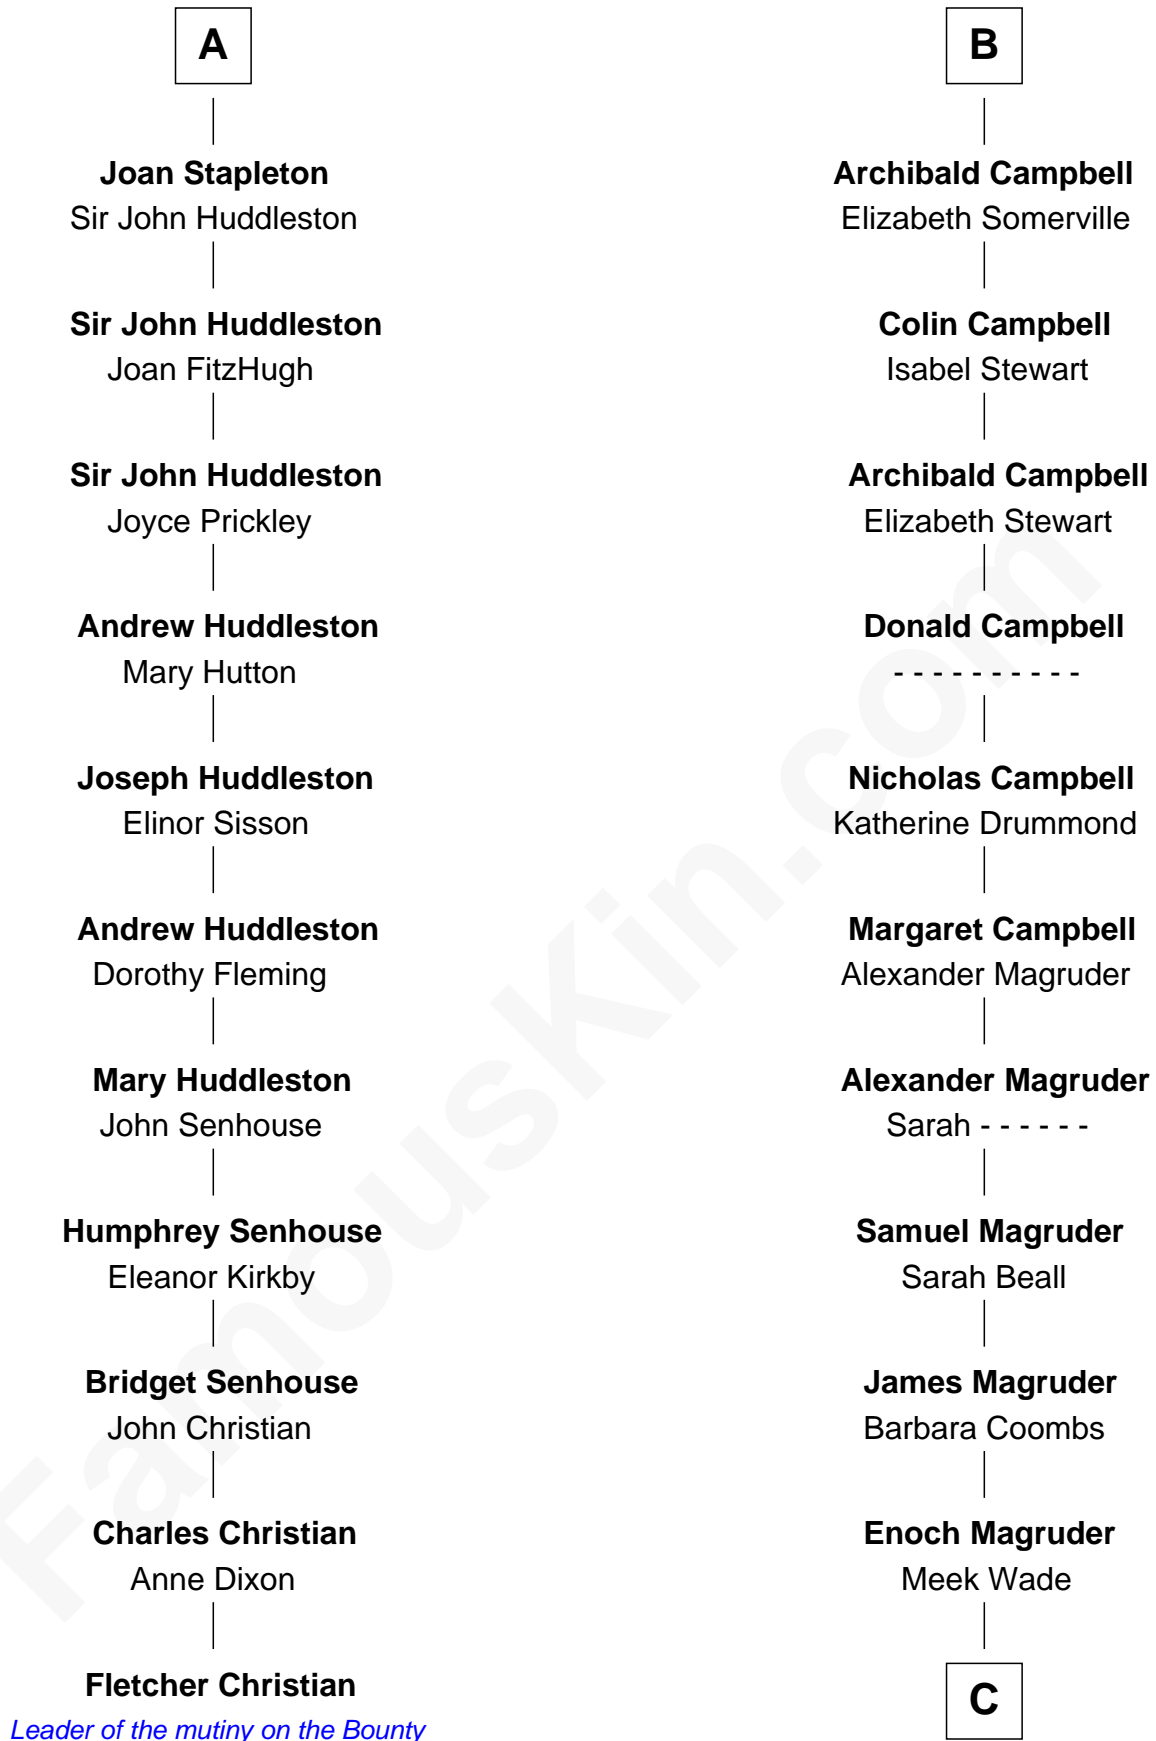 A
Joan Stapleton
Sir John Huddleston
Sir John Huddleston
Joan FitzHugh
Sir John Huddleston
Joyce Prickley
Andrew Huddleston
Mary Hutton
Joseph Huddleston
Elinor Sisson
Andrew Huddleston
Dorothy Fleming
Mary Huddleston
John Senhouse
Humphrey Senhouse
Eleanor Kirkby
Bridget Senhouse
John Christian
Charles Christian
Anne Dixon
Fletcher Christian
Leader of the mutiny on the Bounty
B
Archibald Campbell
Elizabeth Somerville
Colin Campbell
Isabel Stewart
Archibald Campbell
Elizabeth Stewart
Donald Campbell
- - - - - - - - - -
Nicholas Campbell
Katherine Drummond
Margaret Campbell
Alexander Magruder
Alexander Magruder
Sarah - - - - - -
Samuel Magruder
Sarah Beall
James Magruder
Barbara Coombs
Enoch Magruder
Meek Wade
C
FamousKin.com